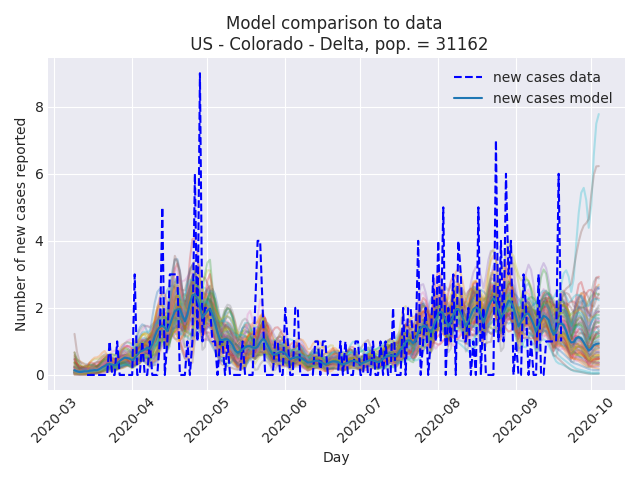 Model comparison to data
US - Colorado - Delta, pop. = 31162
new cases data
new cases model
Number of new cases reported
8
6
4
2
0
2020-03
2020-04
2020-05
2020-06
2020-07
2020-08
2020-09
2020-10
Day